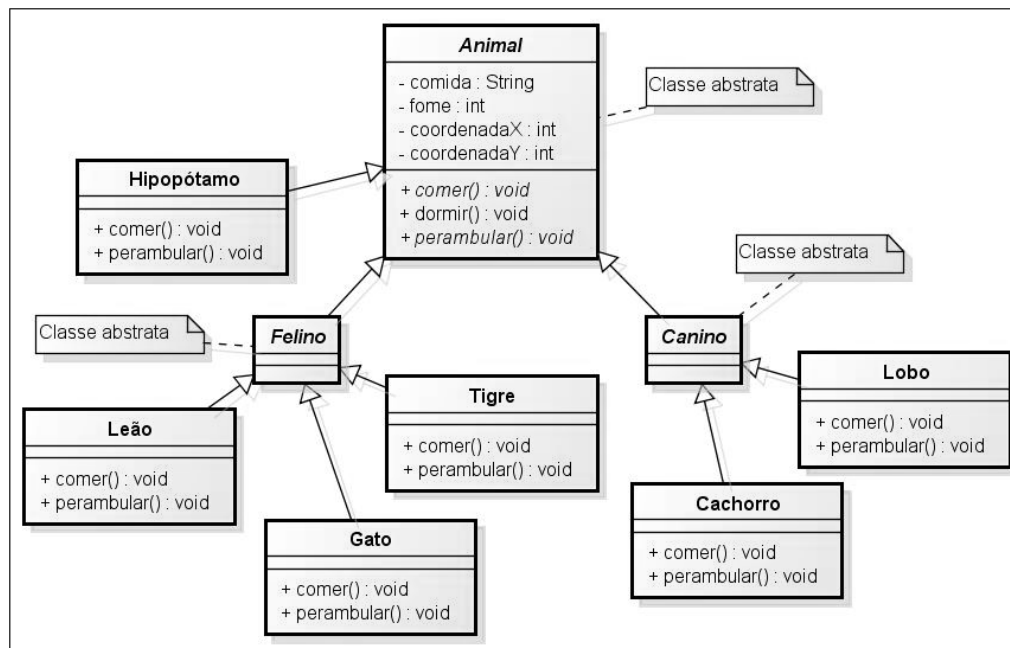 Animal
- comida : String
- fome : int
- coordenadaX : int
- coordenadaY : int
+ comer() : void
+ dormir() : void
+ perambular() : void
Classe abstrata
Hipopótamo
+ comer() : void
+ perambular() : void
Classe abstrata
Classe abstrata
Felino
Canino
Leão
+ comer() : void
+ perambular() : void
Tigre
+ comer() : void
+ perambular() : void
Lobo
+ comer() : void
+ perambular() : void
Gato
+ comer() : void
+ perambular() : void
Cachorro
+ comer() : void
+ perambular() : void